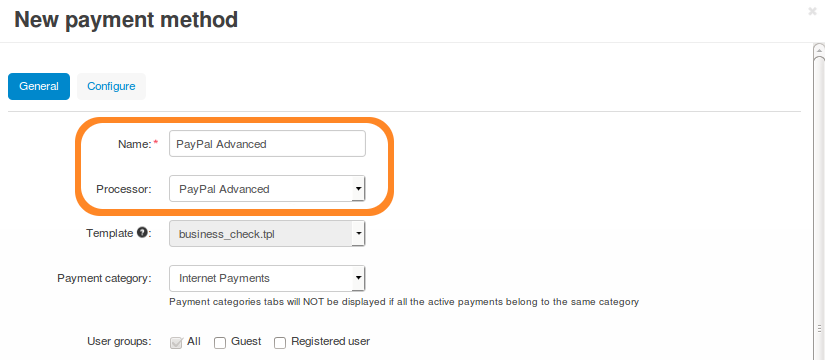 New payment method
General Configure
Name:* PayPal Advanced
Processor: PayPal Advanced
Template ?: business_check.tpl
Payment category: Internet Payments
Payment categories tabs will NOT be displayed if all the active payments belong to the same category
User groups: All Guest Registered user